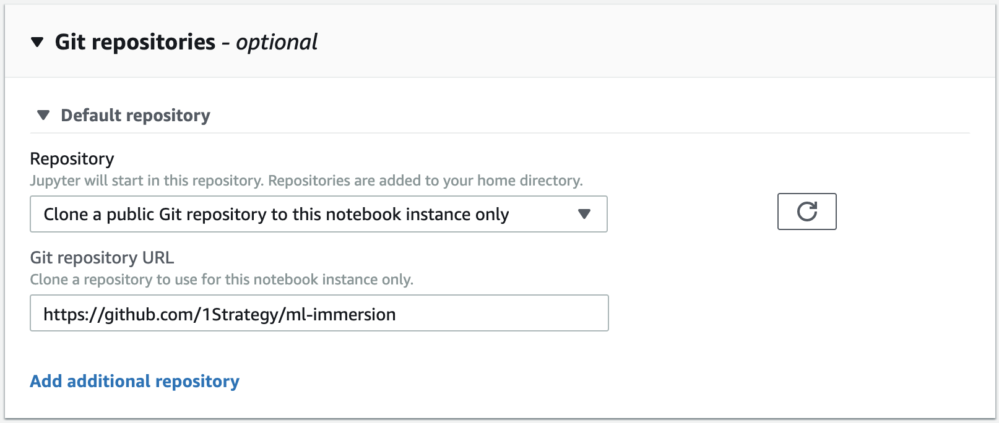 Git repositories - optional
Default repository
Repository
Jupyter will start in this repository. Repositories are added to your home directory.
Clone a public Git repository to this notebook instance only
Git repository URL
Clone a repository to use for this notebook instance only.
https://github.com/1Strategy/ml-immersion
Add additional repository